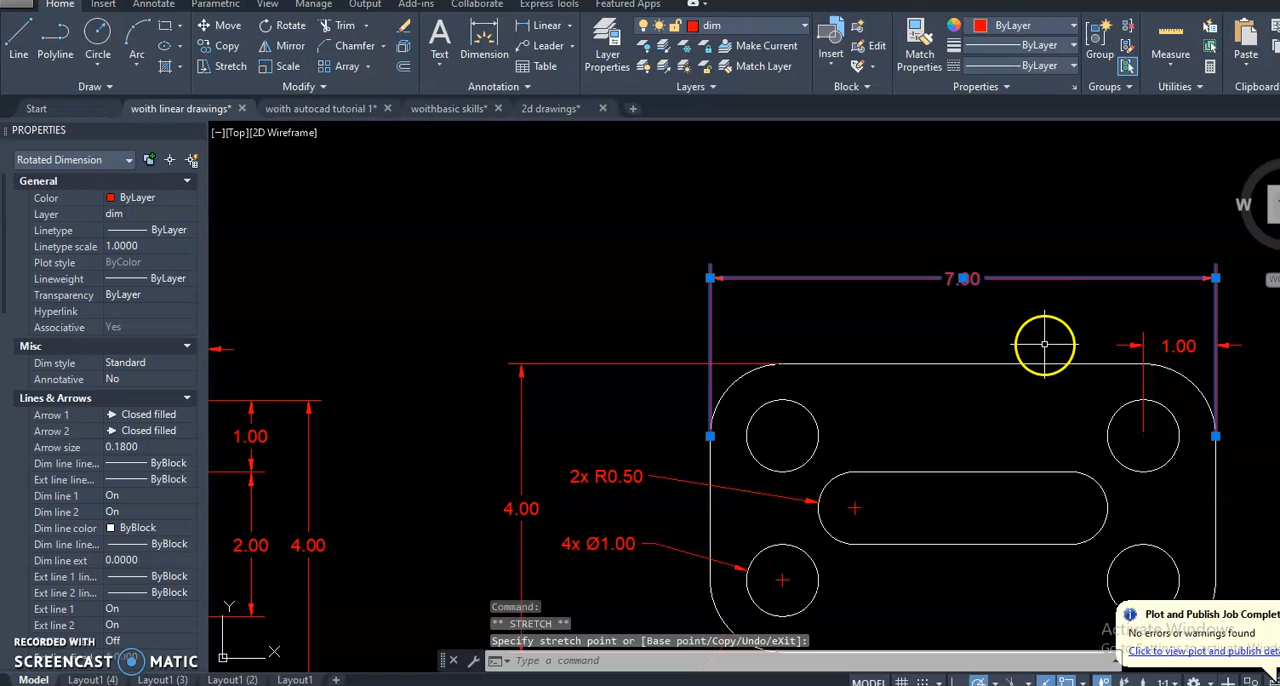 Home Insert Annotate Parametric View Manage Output Add-ins Collaborate Express Tools Featured Apps
Line Polyline Circle Arc
Move Rotate Trim
Copy Mirror Chamfer
Stretch Scale Array
Text Dimension
Linear
Leader
Table
Layer Properties
dim
Make Current
Match Layer
Insert
Edit
Match Properties
ByLayer
ByLayer
ByLayer
Group
Measure
Paste
Draw Modify Annotation Layers Block Properties Groups Utilities Clipboard
Start woith linear drawings* woith autocad tutorial 1* woithbasic skills* 2d drawings*
PROPERTIES
[−][Top][2D Wireframe]
Rotated Dimension
General
Color ByLayer
Layer dim
Linetype ByLayer
Linetype scale 1.0000
Plot style ByColor
Lineweight ByLayer
Transparency ByLayer
Hyperlink
Associative Yes
Misc
Dim style Standard
Annotative No
Lines & Arrows
Arrow 1 Closed filled
Arrow 2 Closed filled
Arrow size 0.1800
Dim line line... ByBlock
Ext line line... ByBlock
Dim line 1 On
Dim line 2 On
Dim line color ByBlock
Dim line line... ByBlock
Dim line ext 0.0000
Ext line 1 lin... ByBlock
Ext line 2 lin... ByBlock
Ext line 1 On
Ext line 2 On
Off
W
7.00
1.00
1.00
2x R0.50
4.00
4x Ø1.00
2.00 4.00
Y
X
Command:
** STRETCH **
Specify stretch point or [Base point/Copy/Undo/eXit]:
Type a command
Plot and Publish Job Complet
No errors or warnings found
Click to view plot and publish deta
Activate Windows
RECORDED WITH
SCREENCAST MATIC
Model Layout1 (4) Layout1 (3) Layout1 (2) Layout1 +
MODEL 1:1